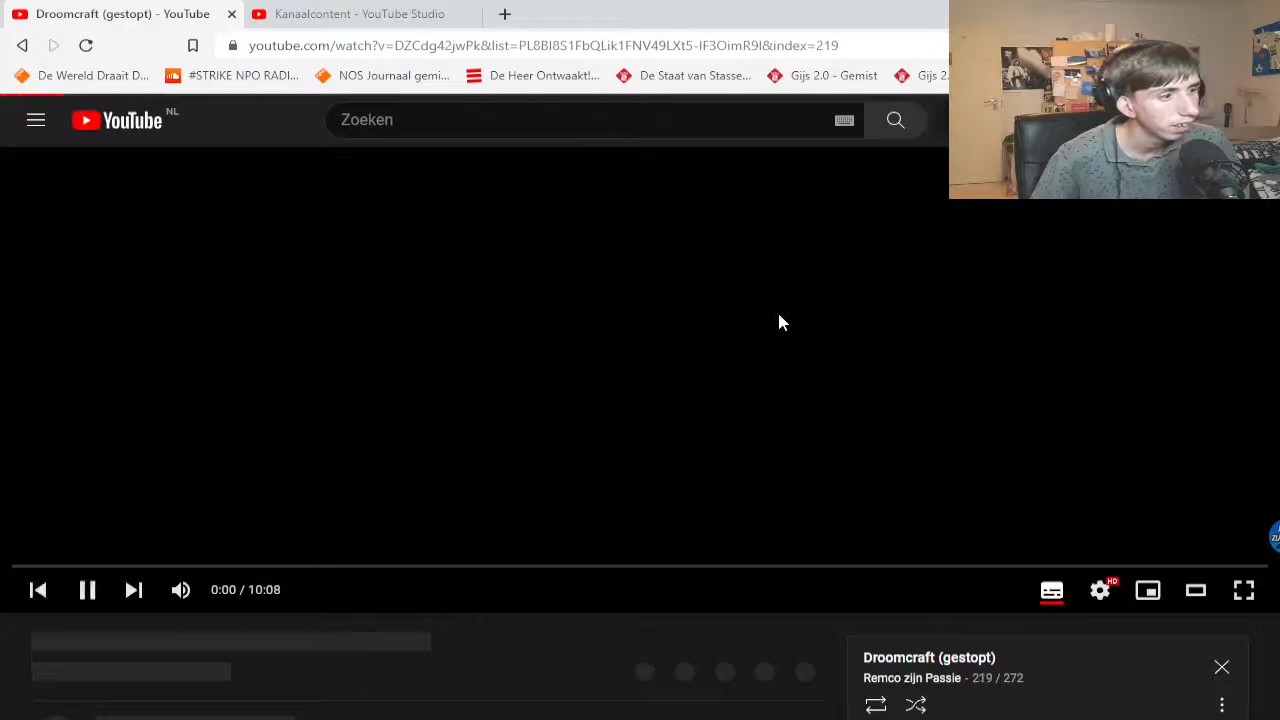 Droomcraft (gestopt) - YouTube
Kanaalcontent - YouTube Studio
youtube.com/watch?v=DZCdg42jwPk&list=PL8BI8S1FbQLik1FNV49LXt5-IF3OimR9I&index=219
De Wereld Draait D...
#STRIKE NPO RADI...
NOS Journaal gemi...
De Heer Ontwaakt!...
De Staat van Stasse...
Gijs 2.0 - Gemist
Gijs 2.
YouTube NL
Zoeken
0:00 / 10:08
HD
Droomcraft (gestopt)
Remco zijn Passie - 219 / 272